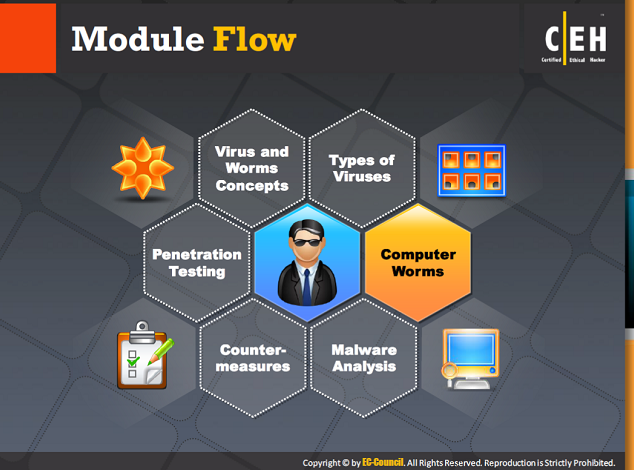 Module Flow
C|EH
Certified Ethical Hacker
Virus and
Worms
Concepts
Types of
Viruses
Penetration
Testing
Computer
Worms
Counter-
measures
Malware
Analysis
Copyright © by EC-Council. All Rights Reserved. Reproduction is Strictly Prohibited.